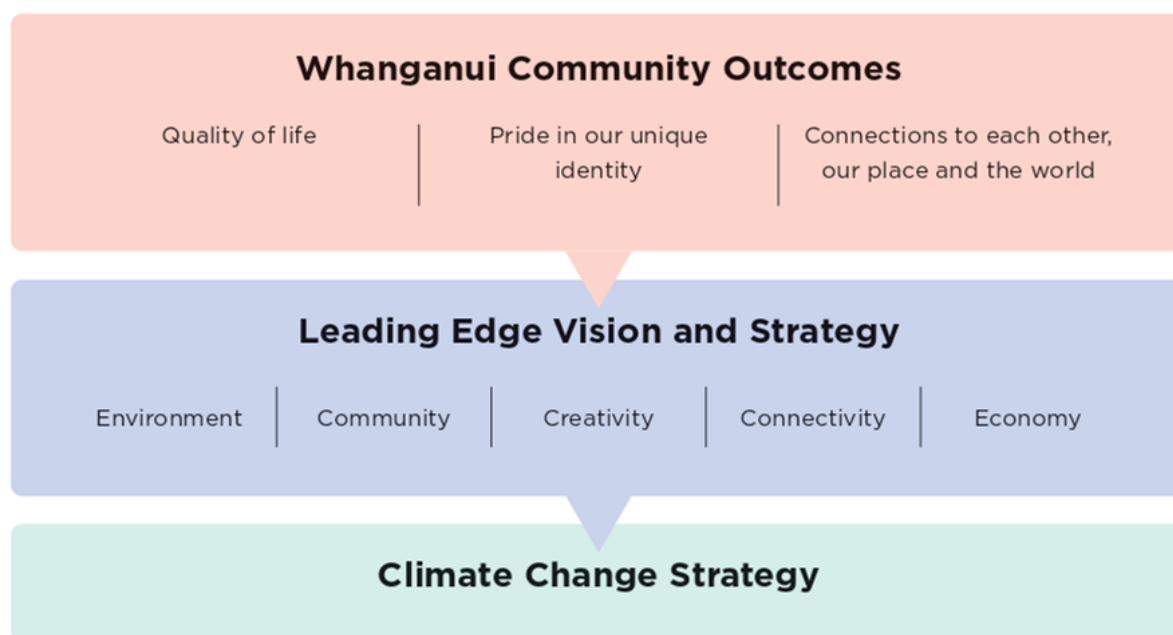 Whanganui Community Outcomes
Quality of life
Pride in our unique
identity
Connections to each other,
our place and the world
Leading Edge Vision and Strategy
Environment
Community
Creativity
Connectivity
Economy
Climate Change Strategy